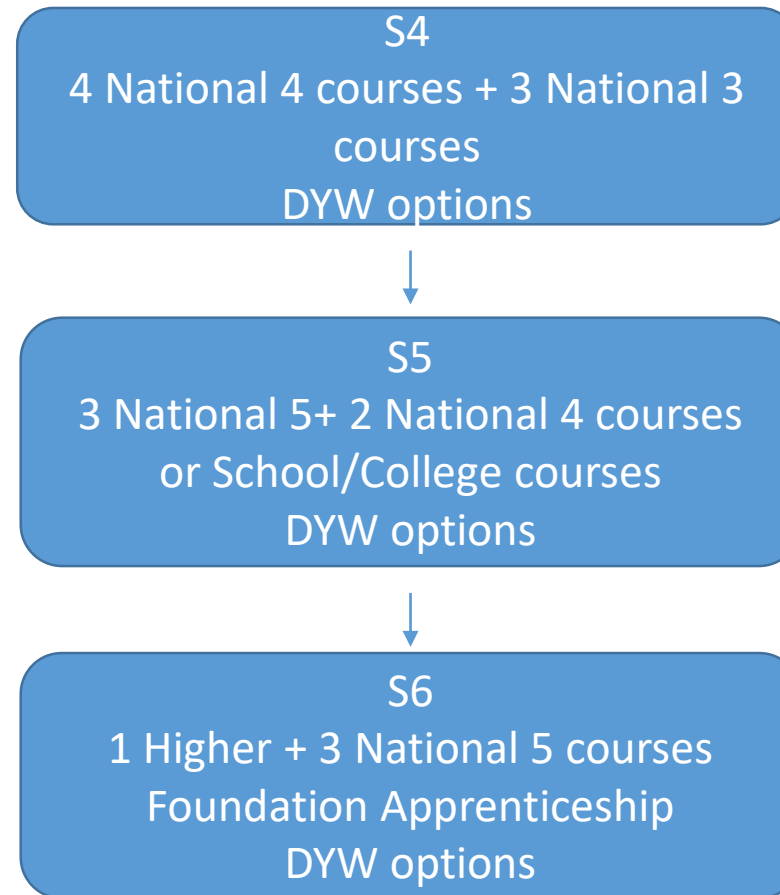 S4
4 National 4 courses + 3 National 3
courses
DYW options
S5
3 National 5+ 2 National 4 courses
or School/College courses
DYW options
S6
1 Higher + 3 National 5 courses
Foundation Apprenticeship
DYW options